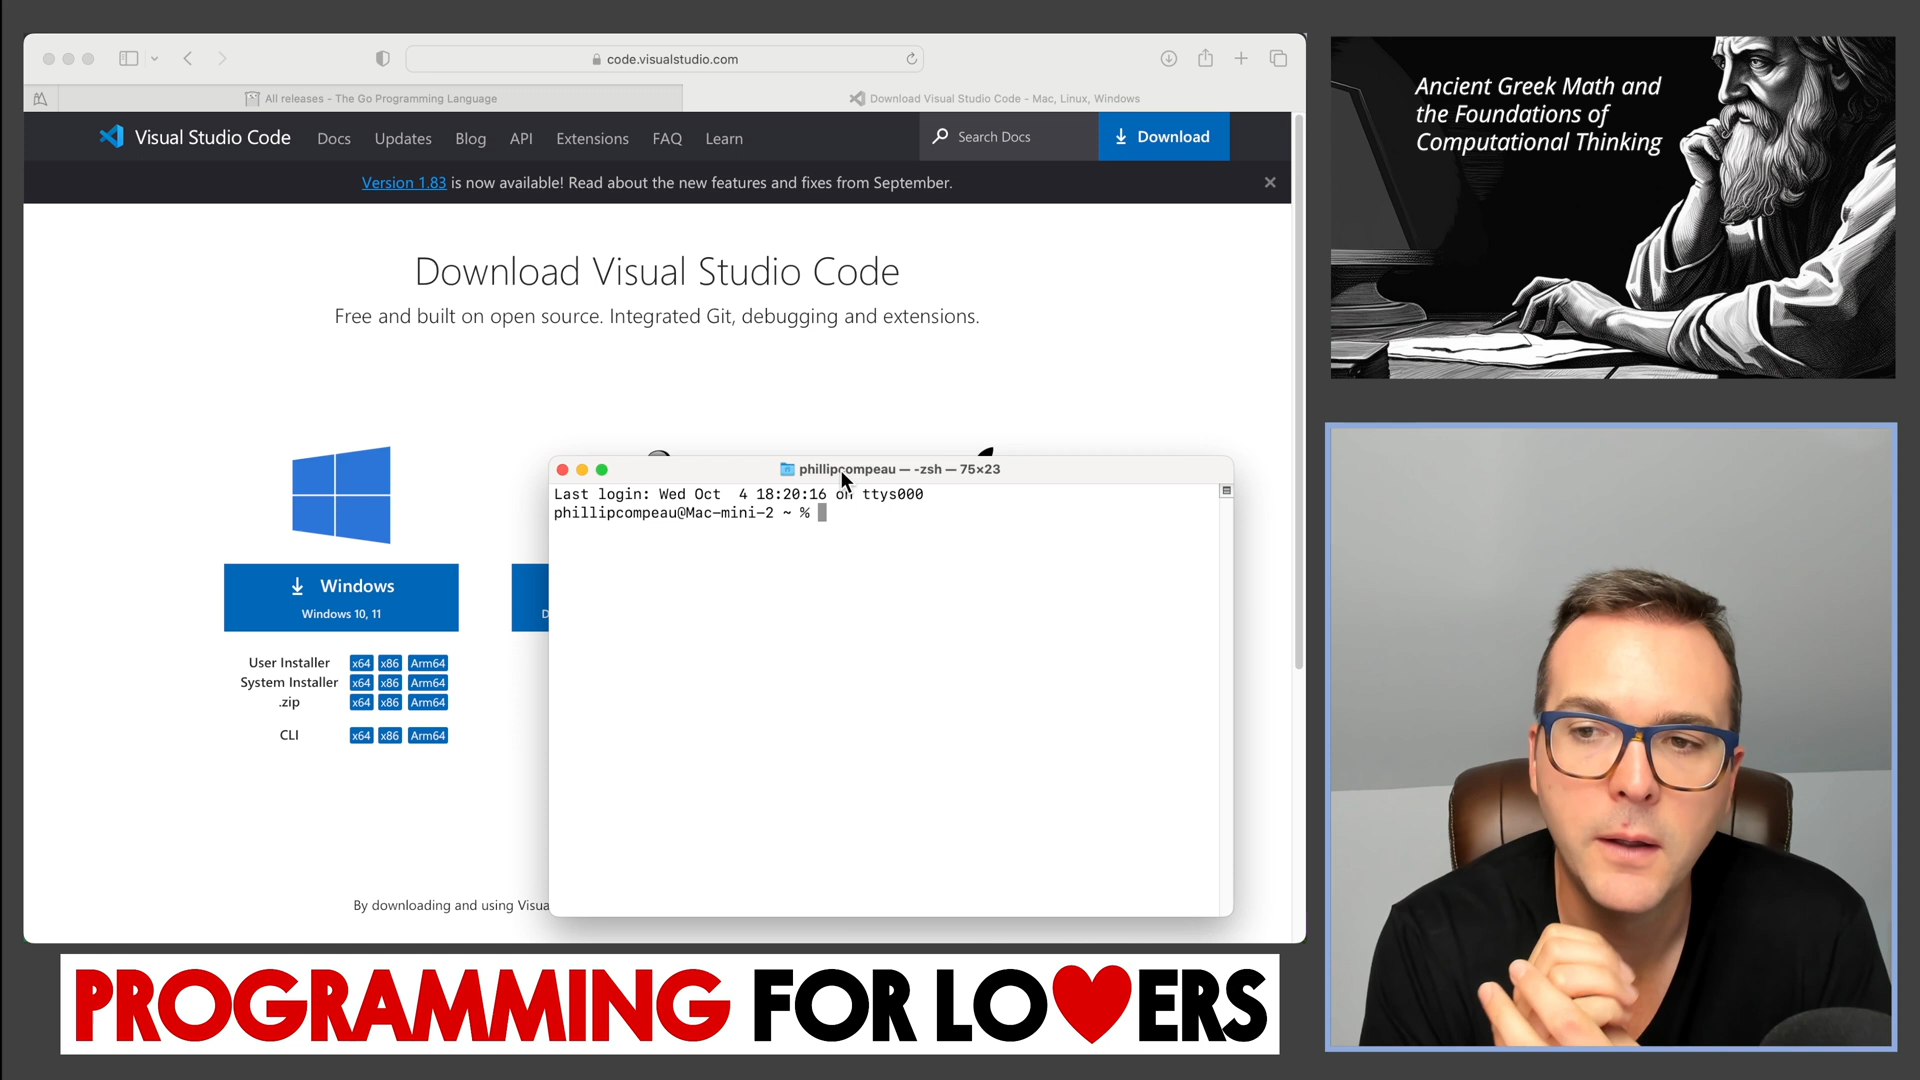 code.visualstudio.com
All releases - The Go Programming Language
Download Visual Studio Code - Mac, Linux, Windows
Visual Studio Code
Docs
Updates
Blog
API
Extensions
FAQ
Learn
Search Docs
Download
Version 1.83 is now available! Read about the new features and fixes from September.
Download Visual Studio Code
Free and built on open source. Integrated Git, debugging and extensions.
Windows
Windows 10, 11
User Installer x64 x86 Arm64
System Installer x64 x86 Arm64
.zip x64 x86 Arm64
CLI x64 x86 Arm64
D
By downloading and using Visua
phillipcompeau — -zsh — 75×23
Last login: Wed Oct  4 18:20:16 on ttys000
phillipcompeau@Mac-mini-2 ~ %
Ancient Greek Math and
the Foundations of
Computational Thinking
PROGRAMMING FOR LO♥ERS